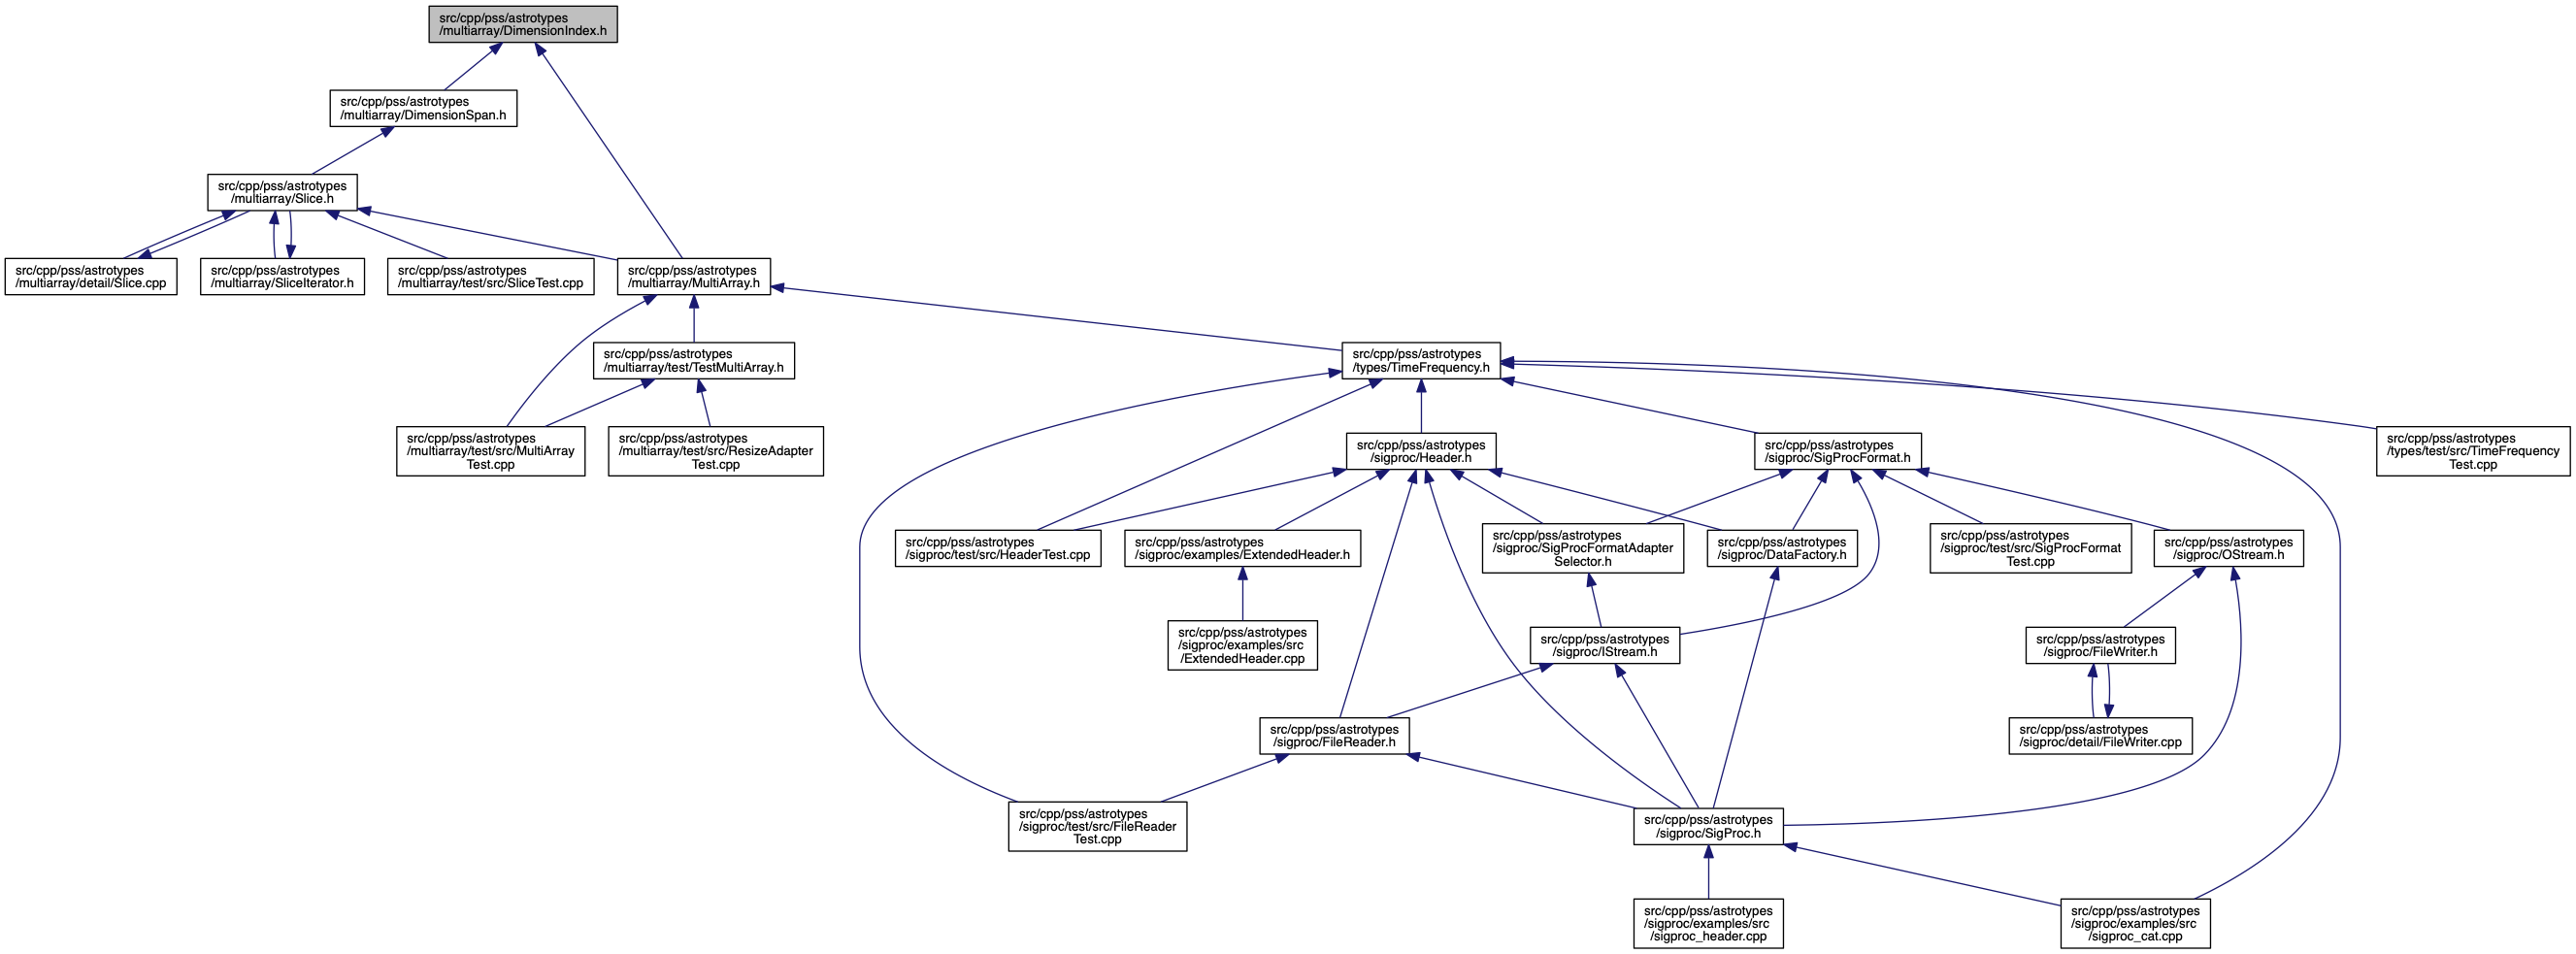 src/cpp/pss/astrotypes
/multiarray/DimensionIndex.h
src/cpp/pss/astrotypes
/multiarray/DimensionSpan.h
src/cpp/pss/astrotypes
/multiarray/Slice.h
src/cpp/pss/astrotypes
/multiarray/detail/Slice.cpp
src/cpp/pss/astrotypes
/multiarray/SliceIterator.h
src/cpp/pss/astrotypes
/multiarray/test/src/SliceTest.cpp
src/cpp/pss/astrotypes
/multiarray/MultiArray.h
src/cpp/pss/astrotypes
/multiarray/test/TestMultiArray.h
src/cpp/pss/astrotypes
/types/TimeFrequency.h
src/cpp/pss/astrotypes
/multiarray/test/src/MultiArray
Test.cpp
src/cpp/pss/astrotypes
/multiarray/test/src/ResizeAdapter
Test.cpp
src/cpp/pss/astrotypes
/sigproc/Header.h
src/cpp/pss/astrotypes
/sigproc/SigProcFormat.h
src/cpp/pss/astrotypes
/types/test/src/TimeFrequency
Test.cpp
src/cpp/pss/astrotypes
/sigproc/test/src/HeaderTest.cpp
src/cpp/pss/astrotypes
/sigproc/examples/ExtendedHeader.h
src/cpp/pss/astrotypes
/sigproc/SigProcFormatAdapter
Selector.h
src/cpp/pss/astrotypes
/sigproc/DataFactory.h
src/cpp/pss/astrotypes
/sigproc/test/src/SigProcFormat
Test.cpp
src/cpp/pss/astrotypes
/sigproc/OStream.h
src/cpp/pss/astrotypes
/sigproc/examples/src
/ExtendedHeader.cpp
src/cpp/pss/astrotypes
/sigproc/IStream.h
src/cpp/pss/astrotypes
/sigproc/FileWriter.h
src/cpp/pss/astrotypes
/sigproc/FileReader.h
src/cpp/pss/astrotypes
/sigproc/detail/FileWriter.cpp
src/cpp/pss/astrotypes
/sigproc/test/src/FileReader
Test.cpp
src/cpp/pss/astrotypes
/sigproc/SigProc.h
src/cpp/pss/astrotypes
/sigproc/examples/src
/sigproc_header.cpp
src/cpp/pss/astrotypes
/sigproc/examples/src
/sigproc_cat.cpp